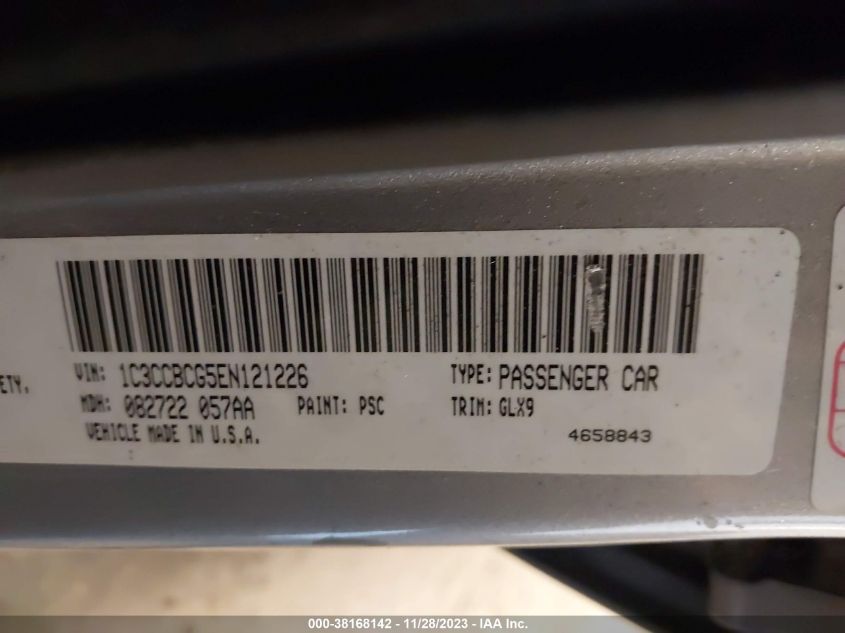 ETY.
VIN: 1C3CCBCG5EN121226 TYPE: PASSENGER CAR
MDH: 082722 057AA PAINT: PSC TRIM: GLX9
VEHICLE MADE IN U.S.A. 4658843
000-38168142 - 11/28/2023 - IAA Inc.